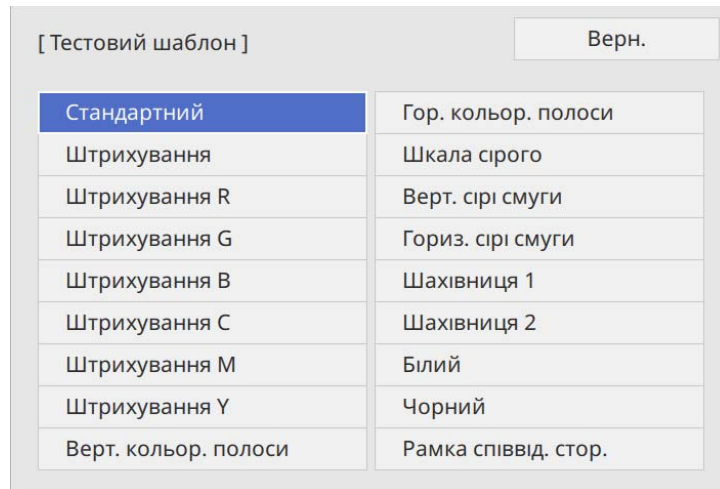 [ Тестовий шаблон ]
Верн.
Стандартний
Штрихування
Штрихування R
Штрихування G
Штрихування B
Штрихування C
Штрихування M
Штрихування Y
Верт. кольор. полоси
Гор. кольор. полоси
Шкала сірого
Верт. сірі смуги
Гориз. сірі смуги
Шахівниця 1
Шахівниця 2
Білий
Чорний
Рамка співвід. стор.